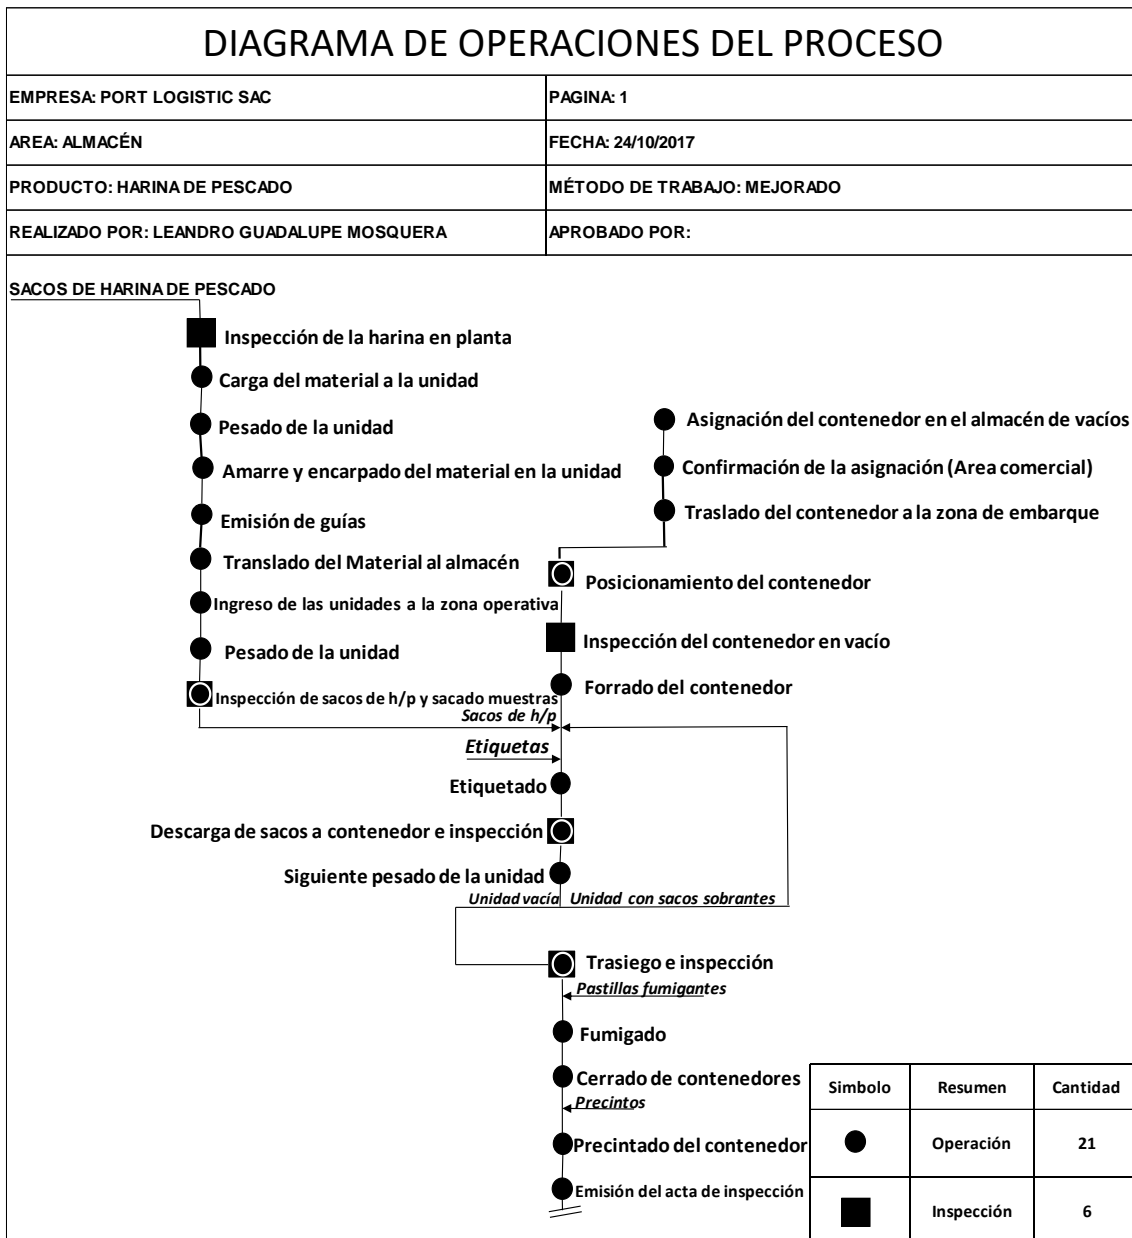 DIAGRAMA DE OPERACIONES DEL PROCESO
EMPRESA: PORT LOGISTIC SAC
PAGINA: 1
AREA: ALMACÉN
FECHA: 24/10/2017
PRODUCTO: HARINA DE PESCADO
MÉTODO DE TRABAJO: MEJORADO
REALIZADO POR: LEANDRO GUADALUPE MOSQUERA
APROBADO POR:
SACOS DE HARINA DE PESCADO
Inspección de la harina en planta
Carga del material a la unidad
Pesado de la unidad
Amarre y encarpado del material en la unidad
Emisión de guías
Translado del Material al almacén
Ingreso de las unidades a la zona operativa
Pesado de la unidad
Inspección de sacos de h/p y sacado muestras
Sacos de h/p
Asignación del contenedor en el almacén de vacíos
Confirmación de la asignación (Area comercial)
Traslado del contenedor a la zona de embarque
Posicionamiento del contenedor
Inspección del contenedor en vacío
Forrado del contenedor
Etiquetas
Etiquetado
Descarga de sacos a contenedor e inspección
Siguiente pesado de la unidad
Unidad vacía
Unidad con sacos sobrantes
Trasiego e inspección
Pastillas fumigantes
Fumigado
Cerrado de contenedores
Precintos
Precintado del contenedor
Emisión del acta de inspección
Simbolo Resumen Cantidad
Operación 21
Inspección 6